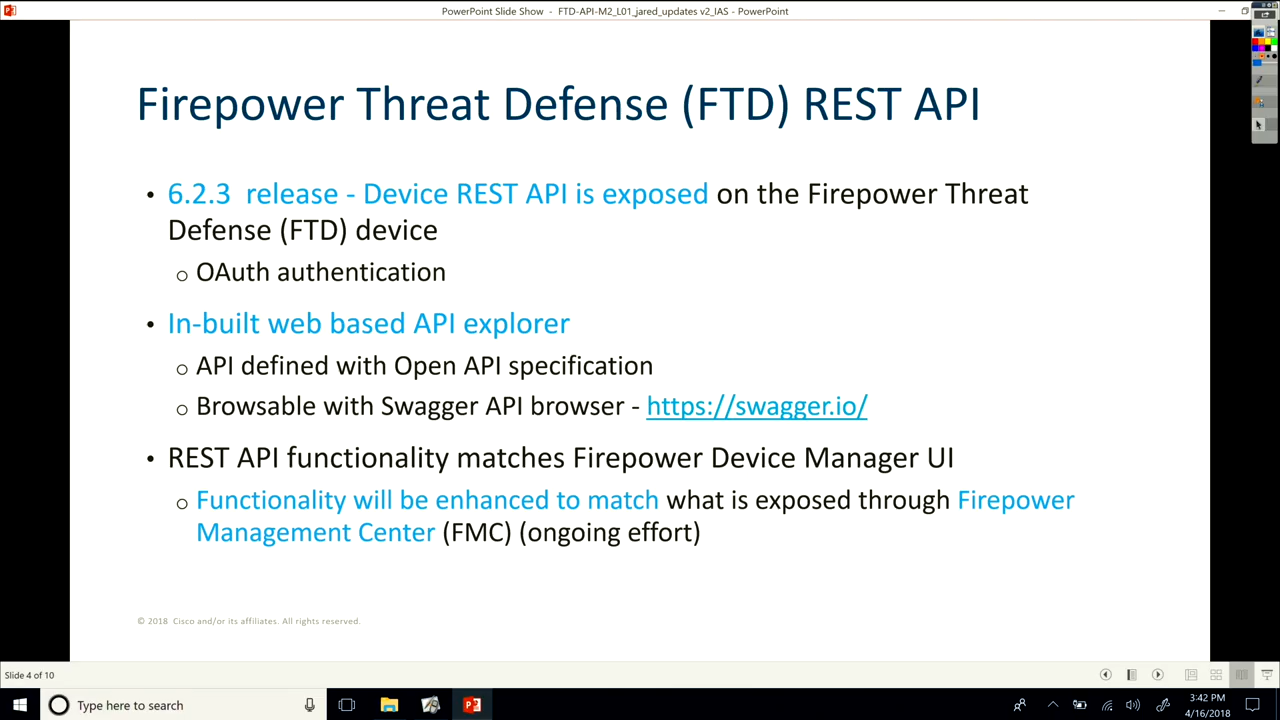 PowerPoint Slide Show - FTD-API-M2_L01_jared_updates v2_IAS - PowerPoint
Firepower Threat Defense (FTD) REST API
• 6.2.3 release - Device REST API is exposed on the Firepower Threat
Defense (FTD) device
o OAuth authentication
• In-built web based API explorer
o API defined with Open API specification
o Browsable with Swagger API browser - https://swagger.io/
• REST API functionality matches Firepower Device Manager UI
o Functionality will be enhanced to match what is exposed through Firepower
Management Center (FMC) (ongoing effort)
© 2018 Cisco and/or its affiliates. All rights reserved.
Slide 4 of 10
Type here to search
3:42 PM
4/16/2018